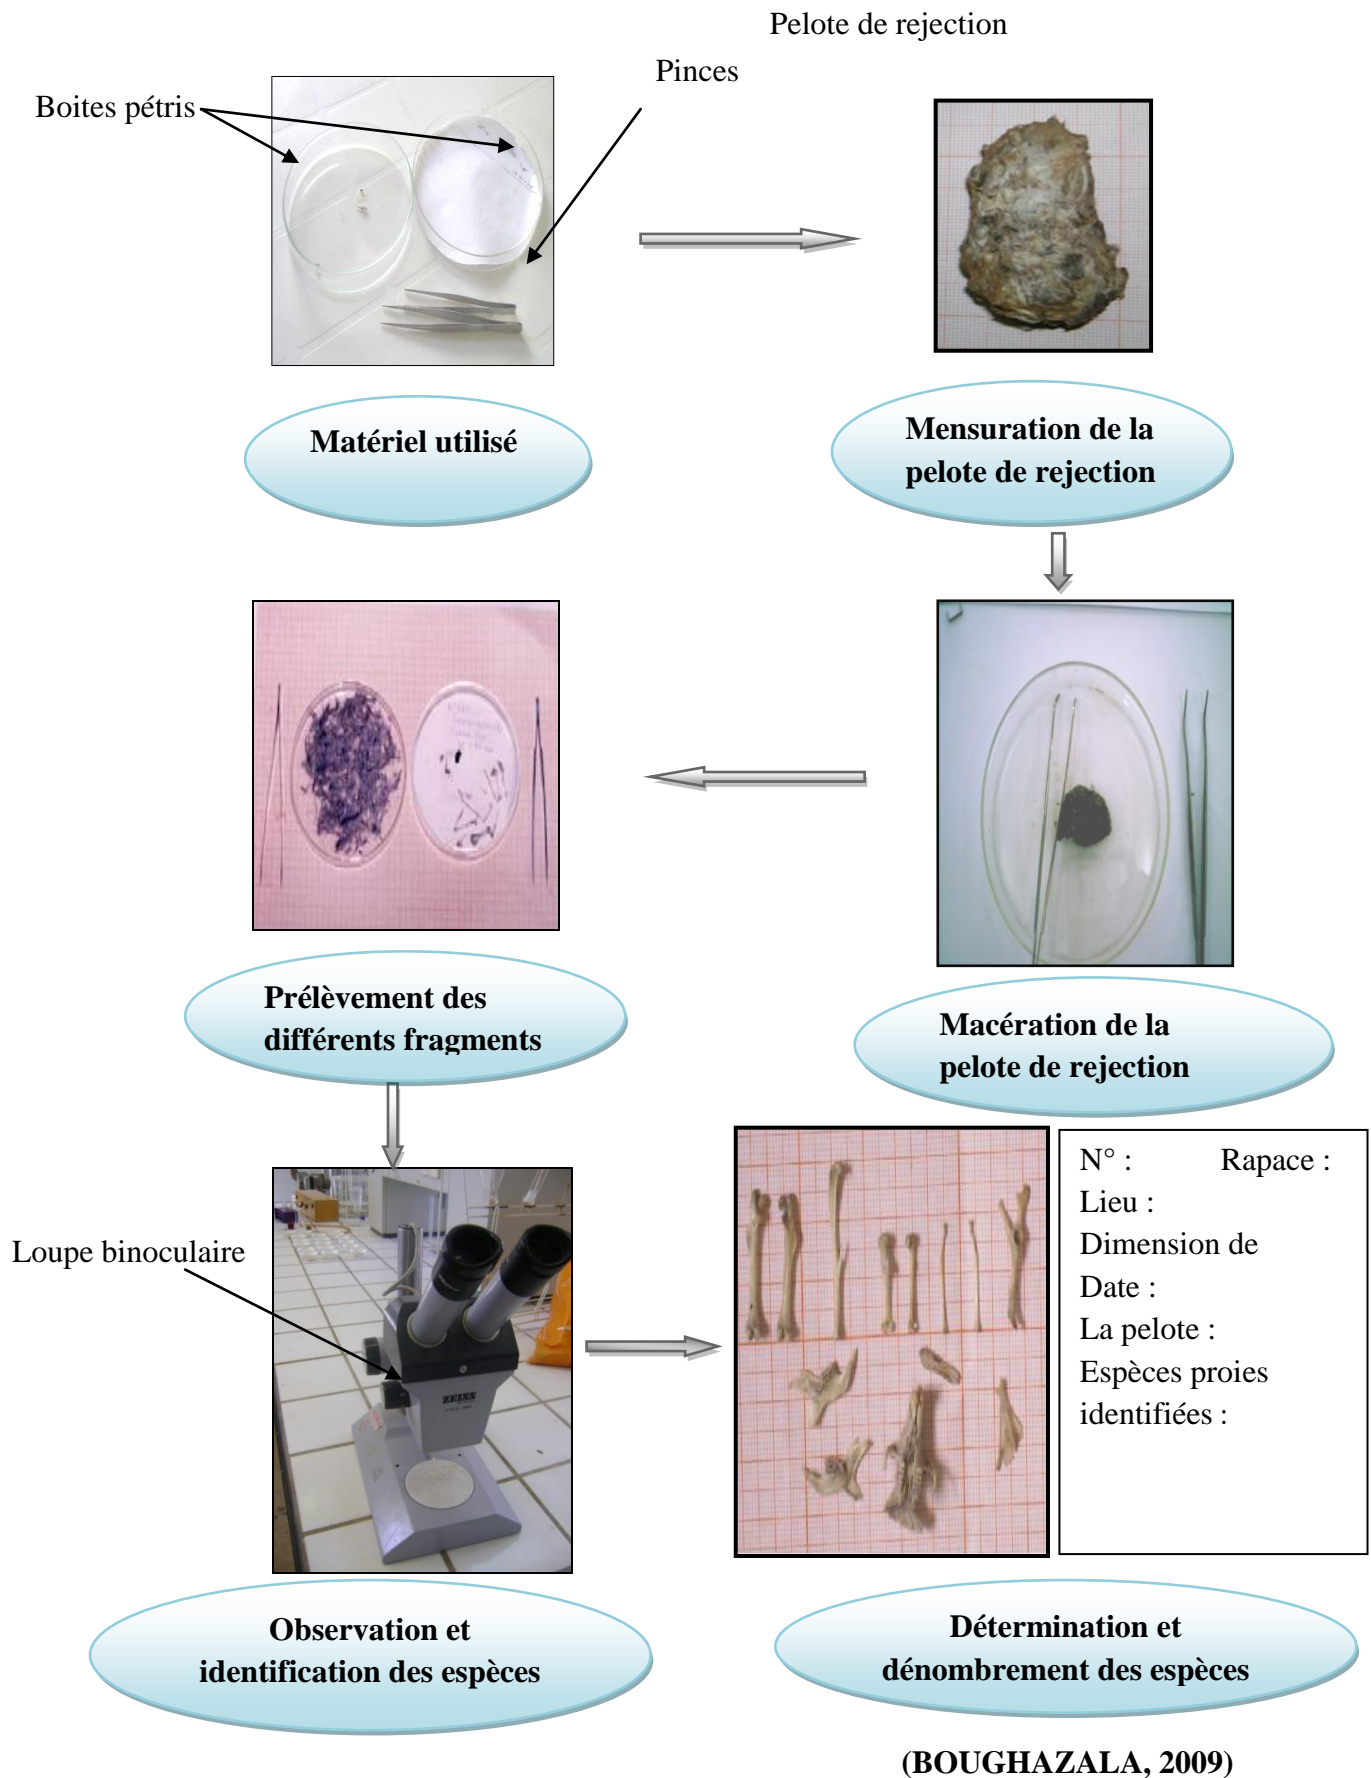 Pelote de rejection
Pinces
Boites pétris
Matériel utilisé
Mensuration de la
pelote de rejection
Prélèvement des
différents fragments
Macération de la
pelote de rejection
Loupe binoculaire
ZEISS
N° : Rapace :
Lieu :
Dimension de
Date :
La pelote :
Espèces proies
identifiées :
Observation et
identification des espèces
Détermination et
dénombrement des espèces
(BOUGHAZALA, 2009)